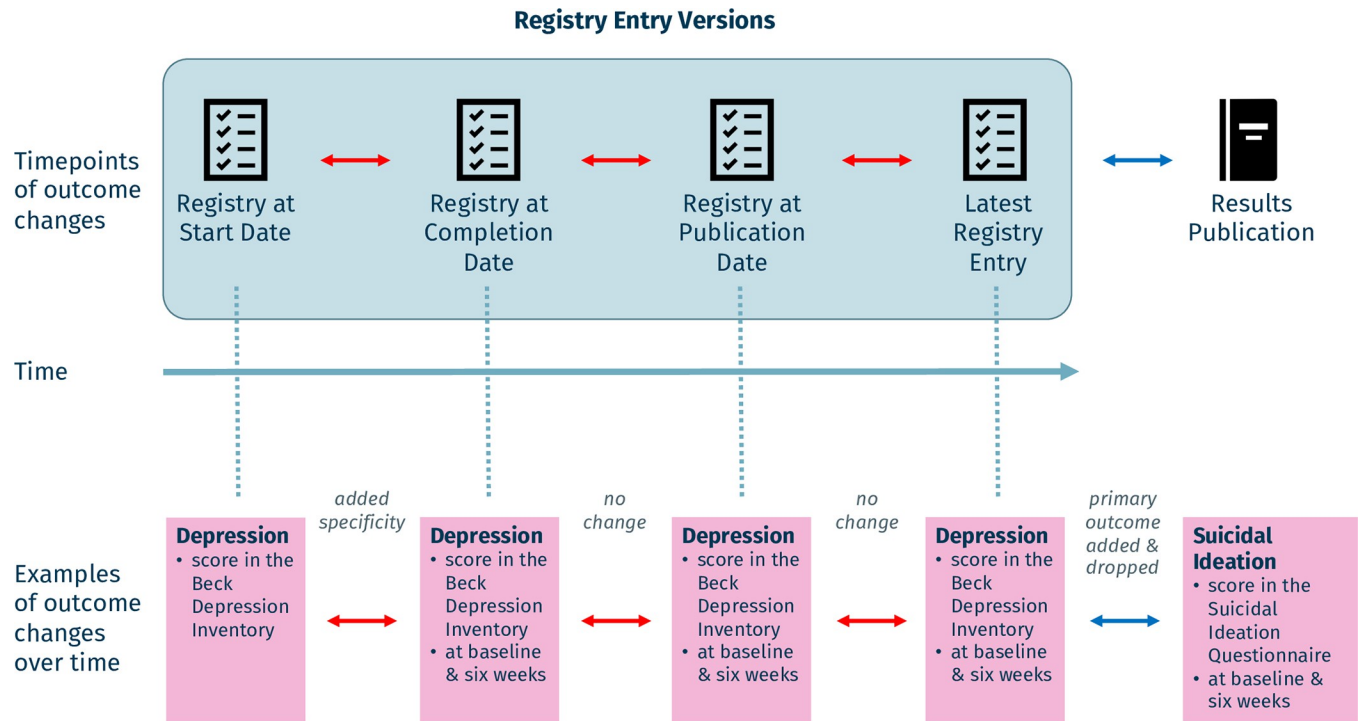 Registry Entry Versions
Timepoints
of outcome
changes
Registry at
Start Date
Registry at
Completion
Date
Registry at
Publication
Date
Latest
Registry
Entry
Results
Publication
Time
added
specificity
no
change
no
change
primary
outcome
added &
dropped
Examples
of outcome
changes
over time
Depression
• score in the
Beck
Depression
Inventory
Depression
• score in the
Beck
Depression
Inventory
• at baseline
& six weeks
Depression
• score in the
Beck
Depression
Inventory
• at baseline
& six weeks
Depression
• score in the
Beck
Depression
Inventory
• at baseline
& six weeks
Suicidal
Ideation
• score in the
Suicidal
Ideation
Questionnaire
• at baseline &
six weeks